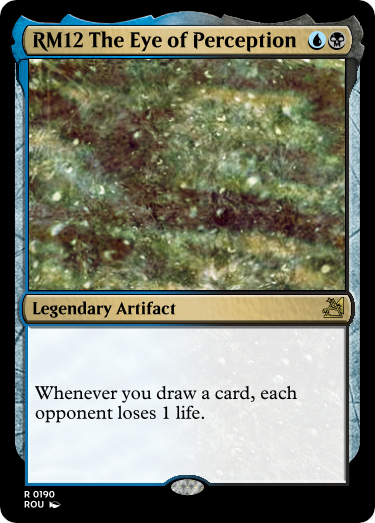 RM12 The Eye of Perception
Legendary Artifact
Whenever you draw a card, each
opponent loses 1 life.
R 0190
ROU